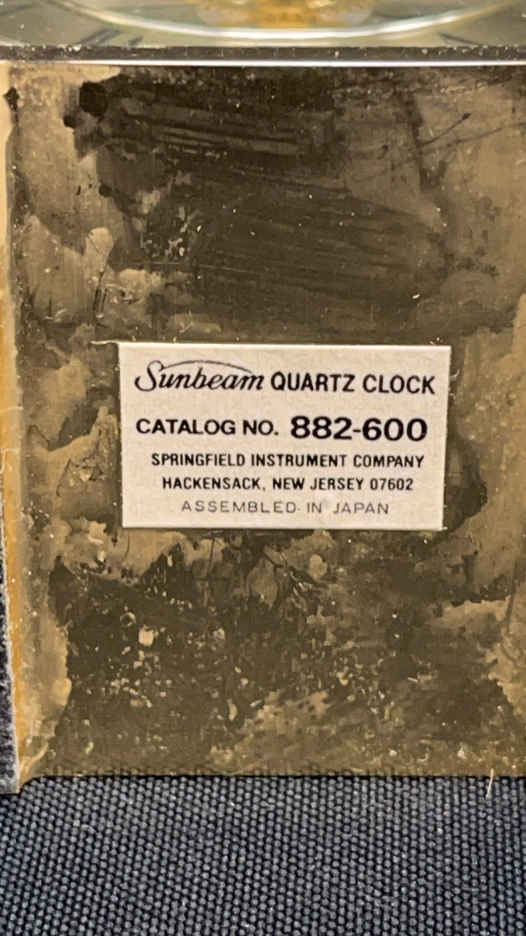 Sunbeam QUARTZ CLOCK
CATALOG NO. 882-600
SPRINGFIELD INSTRUMENT COMPANY
HACKENSACK, NEW JERSEY 07602
ASSEMBLED IN JAPAN